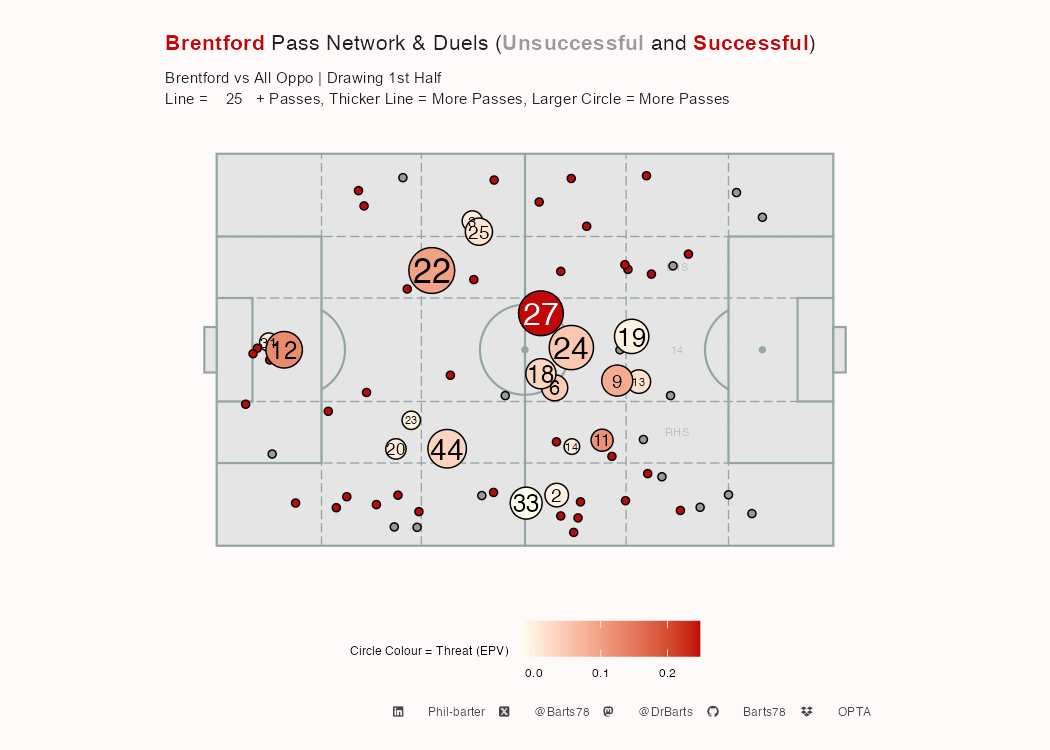 Brentford Pass Network & Duels (Unsuccessful and Successful)
Brentford vs All Oppo | Drawing 1st Half
Line = 25 + Passes, Thicker Line = More Passes, Larger Circle = More Passes
25
22
27
19
31
12
24
14
18
6
9
13
23
RHS
20
44
14
11
33
2
Circle Colour = Threat (EPV)
0.0 0.1 0.2
Phil-barter @Barts78 @DrBarts Barts78 OPTA